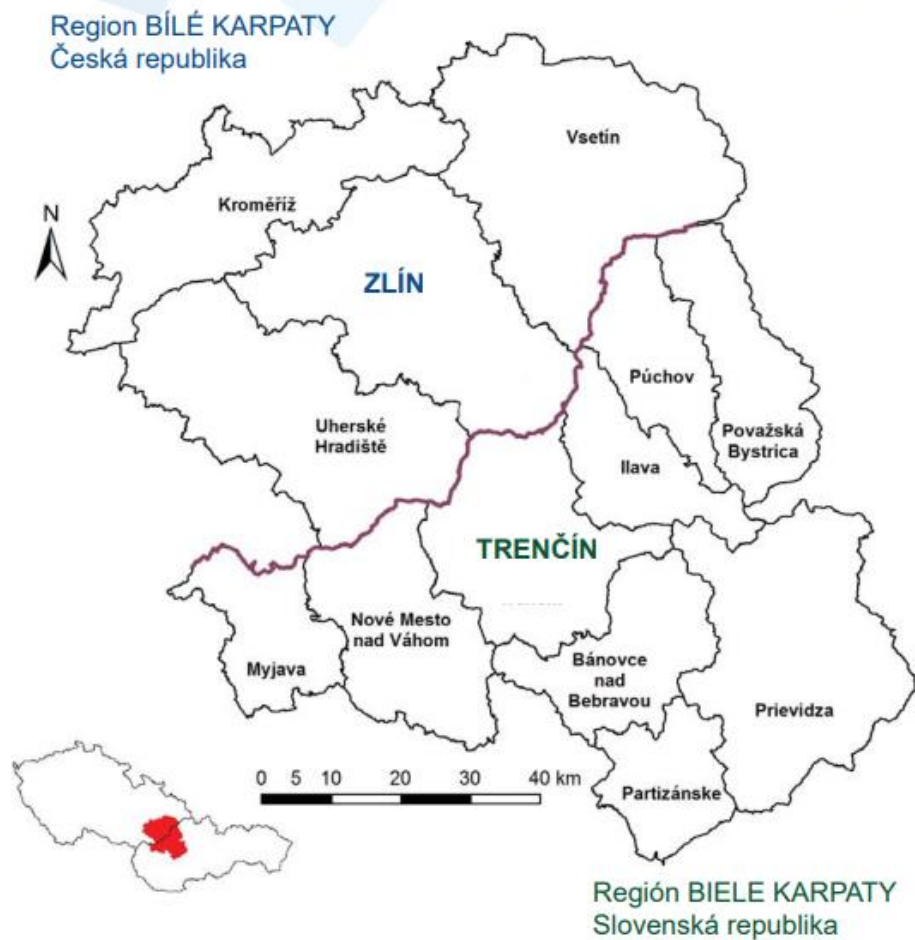 Region BÍLÉ KARPATY
Česká republika
Vsetín
Kroměříž
N
ZLÍN
Púchov
Uherské
Hradiště
Považská
Bystrica
Ilava
TRENČÍN
Nové Mesto
nad Váhom
Myjava
Bánovce
nad
Bebravou
Prievidza
0 5 10 20 30 40 km
Partizánske
Región BIELE KARPATY
Slovenská republika